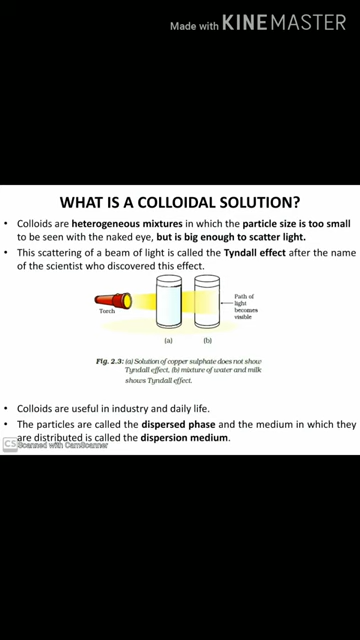 Made with KINEMASTER
WHAT IS A COLLOIDAL SOLUTION?
• Colloids are heterogeneous mixtures in which the particle size is too small
to be seen with the naked eye, but is big enough to scatter light.
• This scattering of a beam of light is called the Tyndall effect after the name
of the scientist who discovered this effect.
Torch
Path of
light
becomes
visible
(a)
(b)
Fig. 2.3: (a) Solution of copper sulphate does not show
Tyndall effect, (b) mixture of water and milk
shows Tyndall effect.
• Colloids are useful in industry and daily life.
• The particles are called the dispersed phase and the medium in which they
are distributed is called the dispersion medium.
CS Scanned with CamScanner